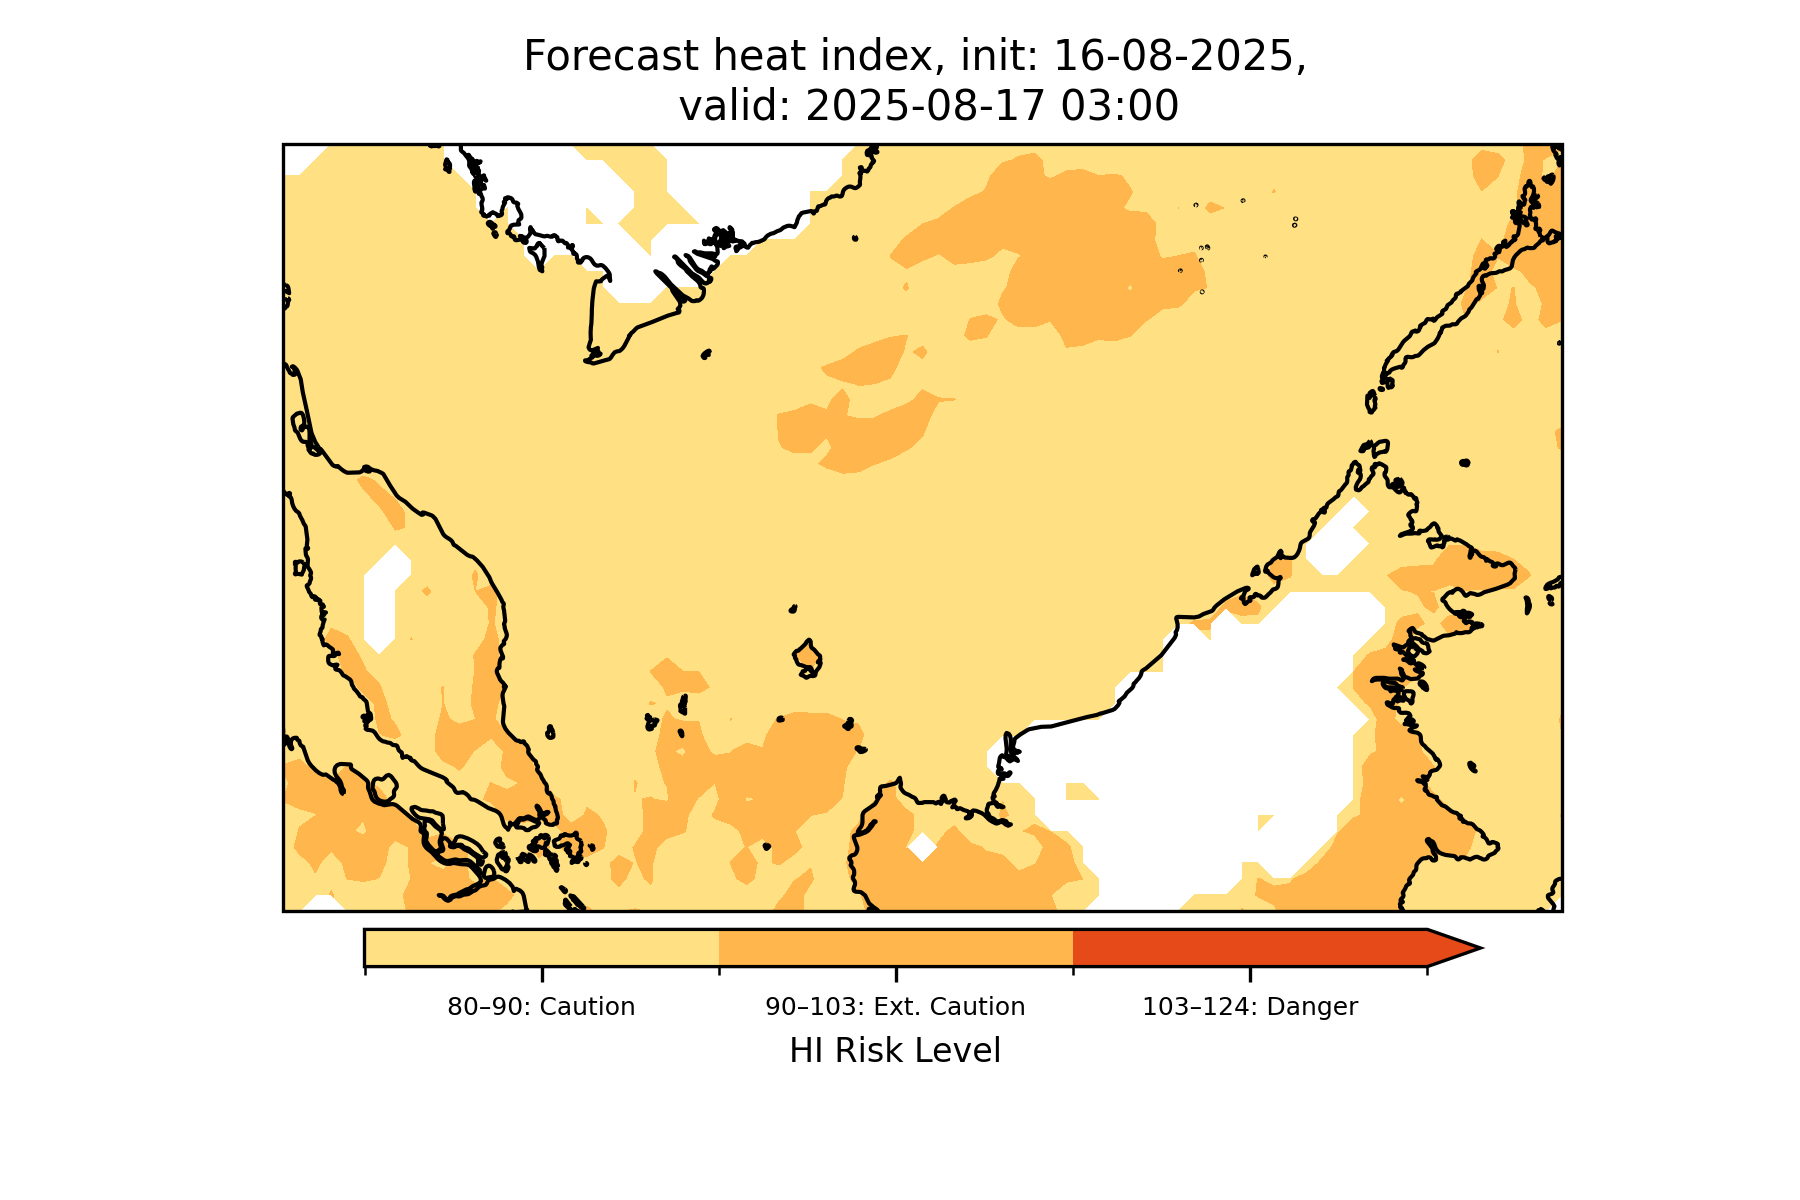 Forecast heat index, init: 16-08-2025,
valid: 2025-08-17 03:00
80–90: Caution
90–103: Ext. Caution
103–124: Danger
HI Risk Level